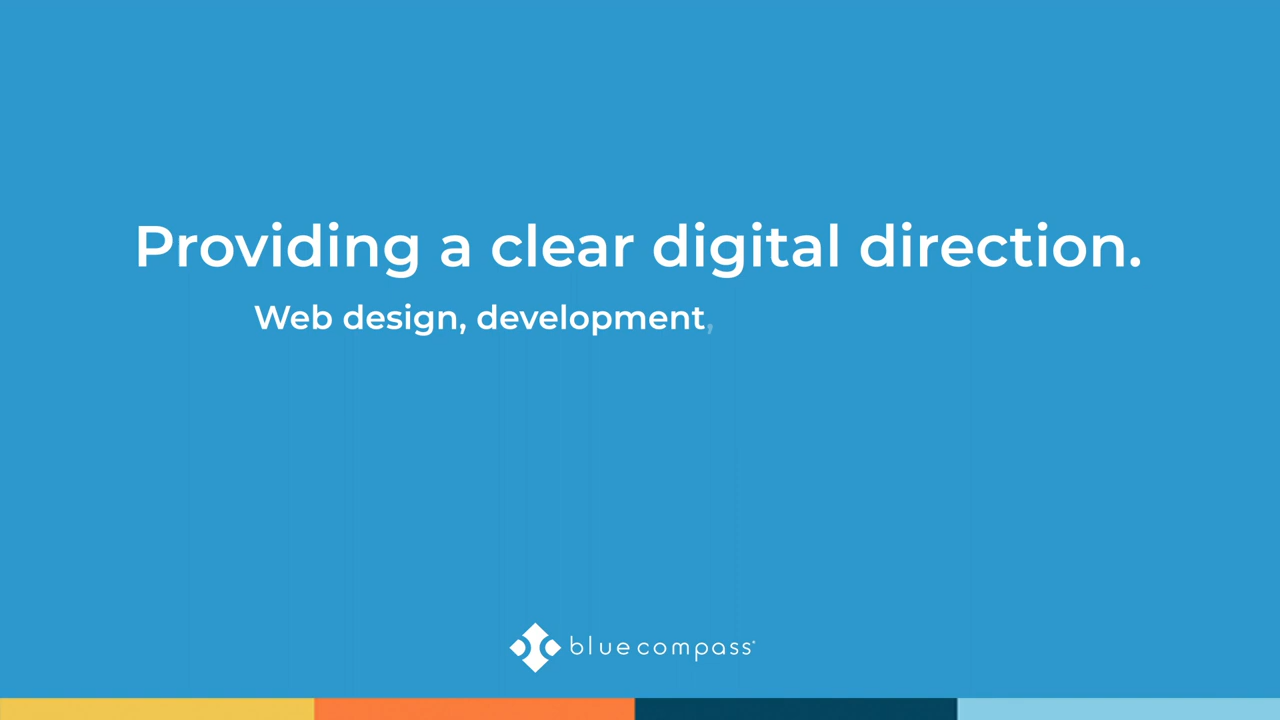 Providing a clear digital direction.
Web design, development,
blue compass